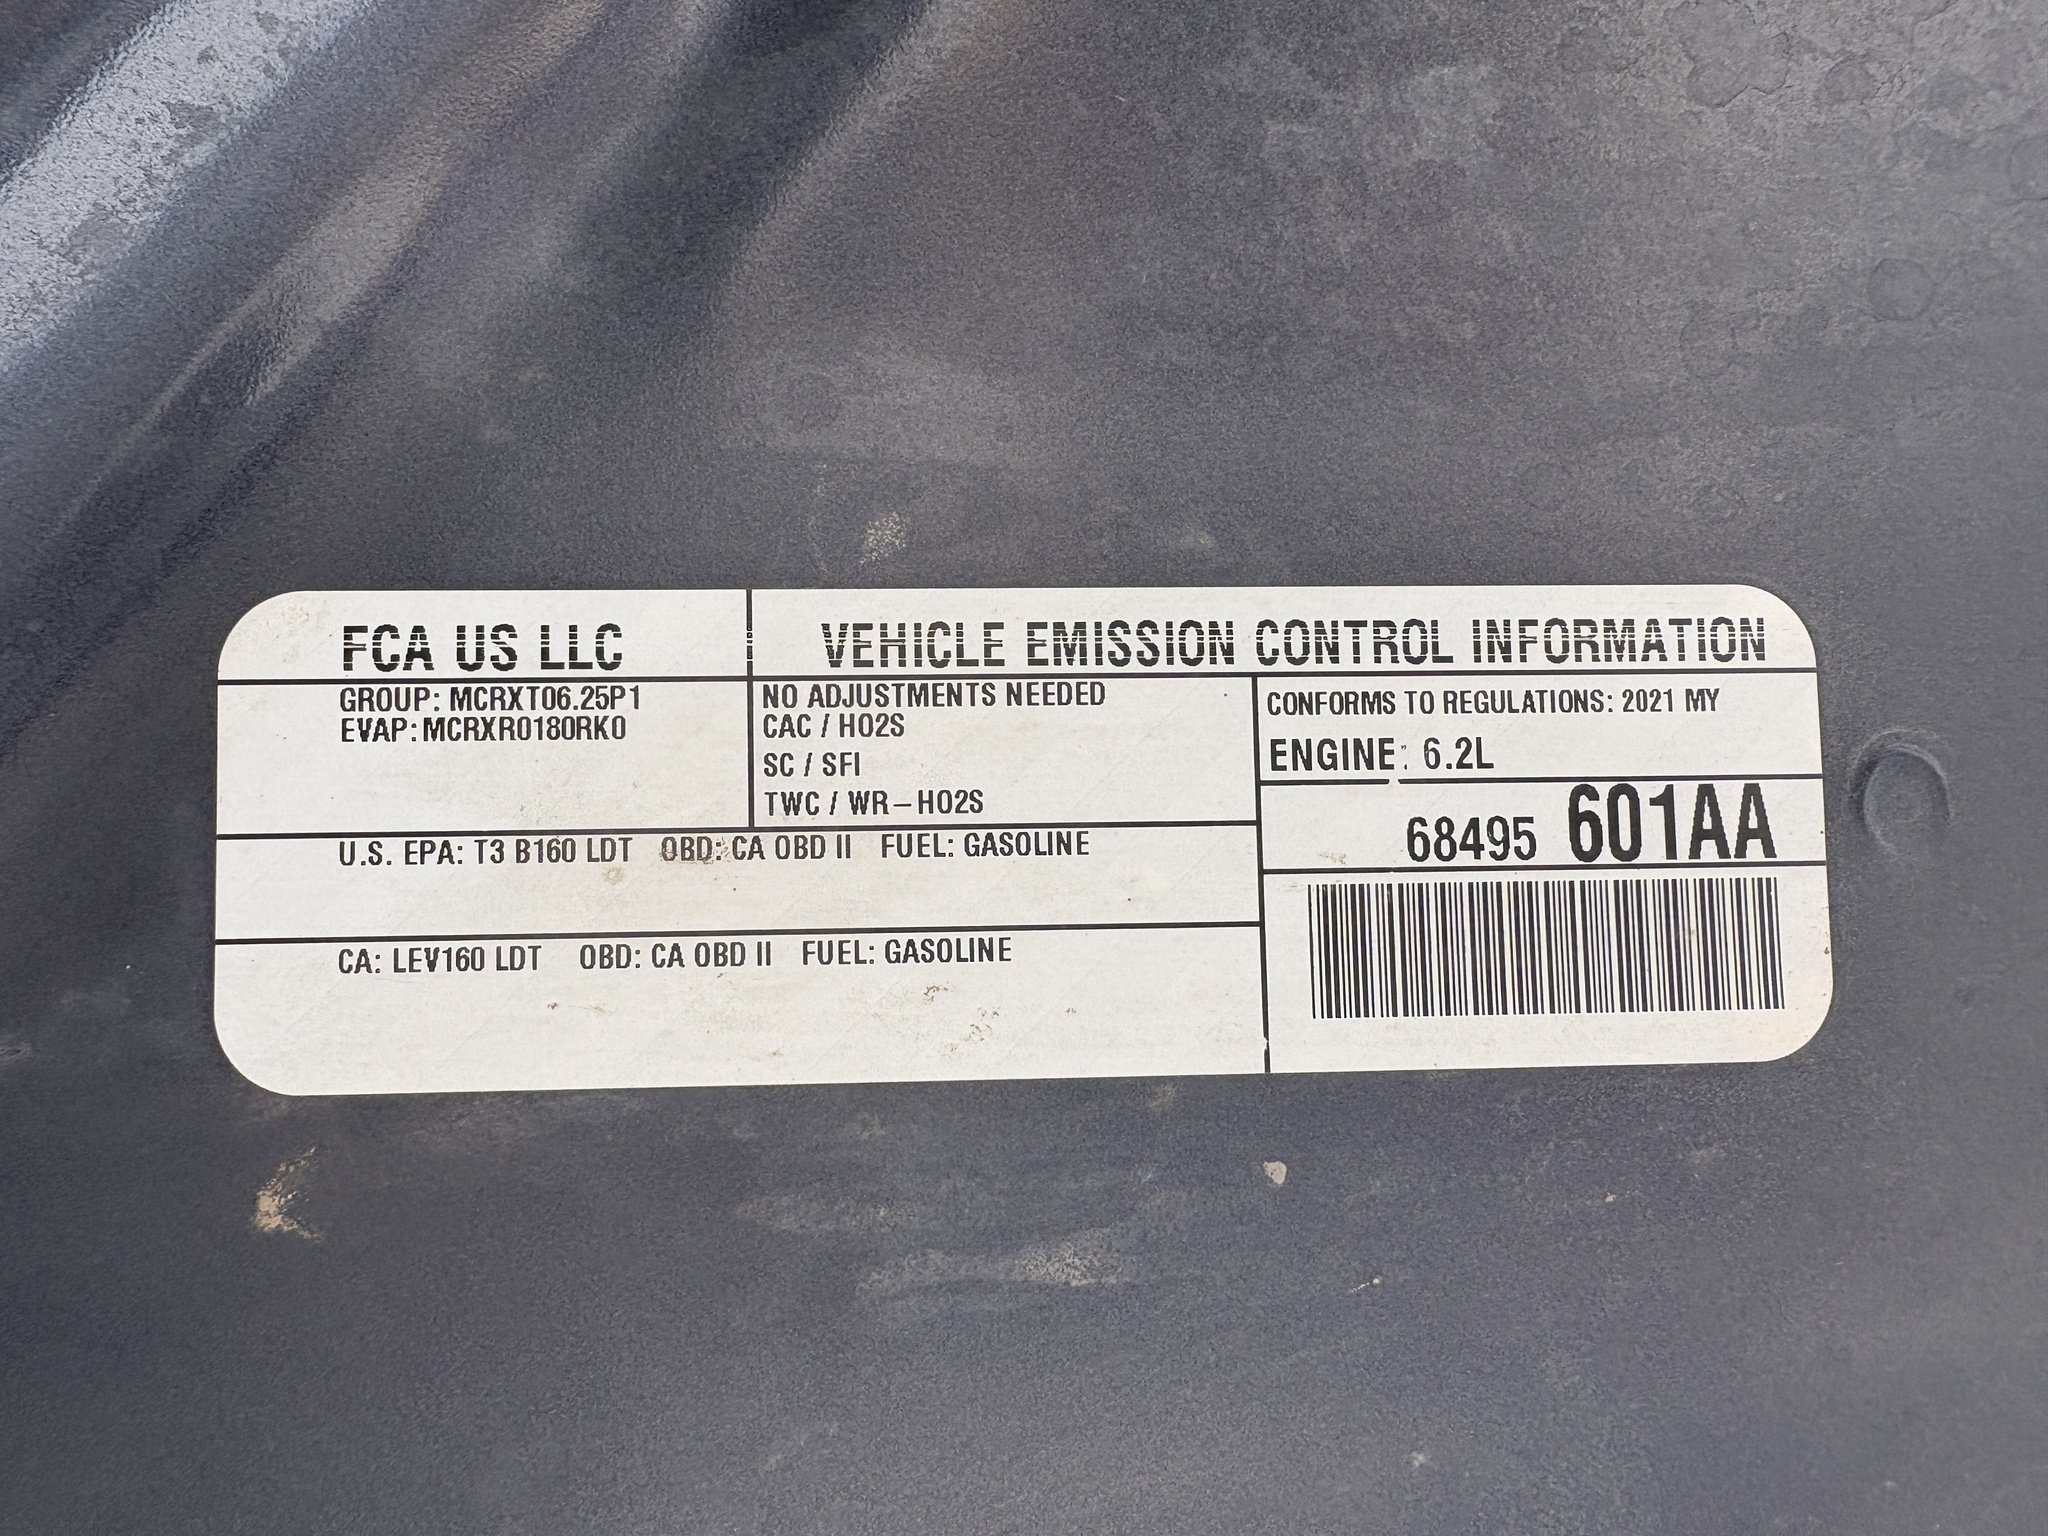 FCA US LLC
VEHICLE EMISSION CONTROL INFORMATION
GROUP: MCRXT06.25P1
EVAP: MCRXR0180RK0
NO ADJUSTMENTS NEEDED
CAC / HO2S
SC / SFI
TWC / WR-HO2S
CONFORMS TO REGULATIONS: 2021 MY
ENGINE: 6.2L
68495 601AA
U.S. EPA: T3 B160 LDT OBD: CA OBD II FUEL: GASOLINE
CA: LEV160 LDT OBD: CA OBD II FUEL: GASOLINE